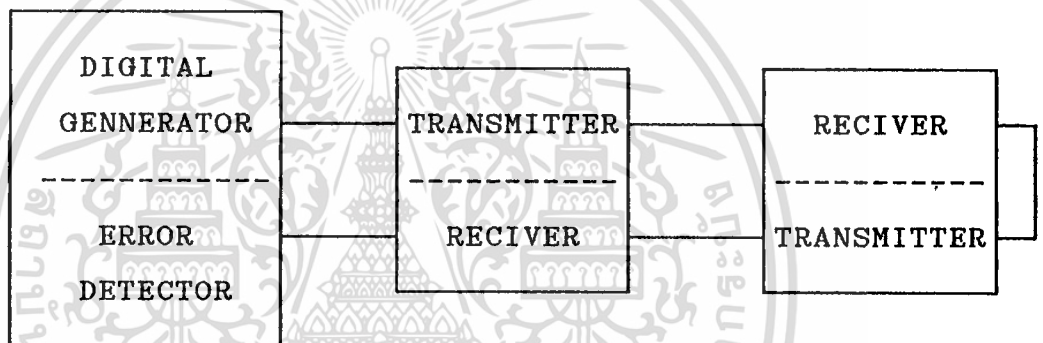 DIGITAL
GENNERATOR
ERROR
DETECTOR
TRANSMITTER
RECIVER
RECIVER
TRANSMITTER